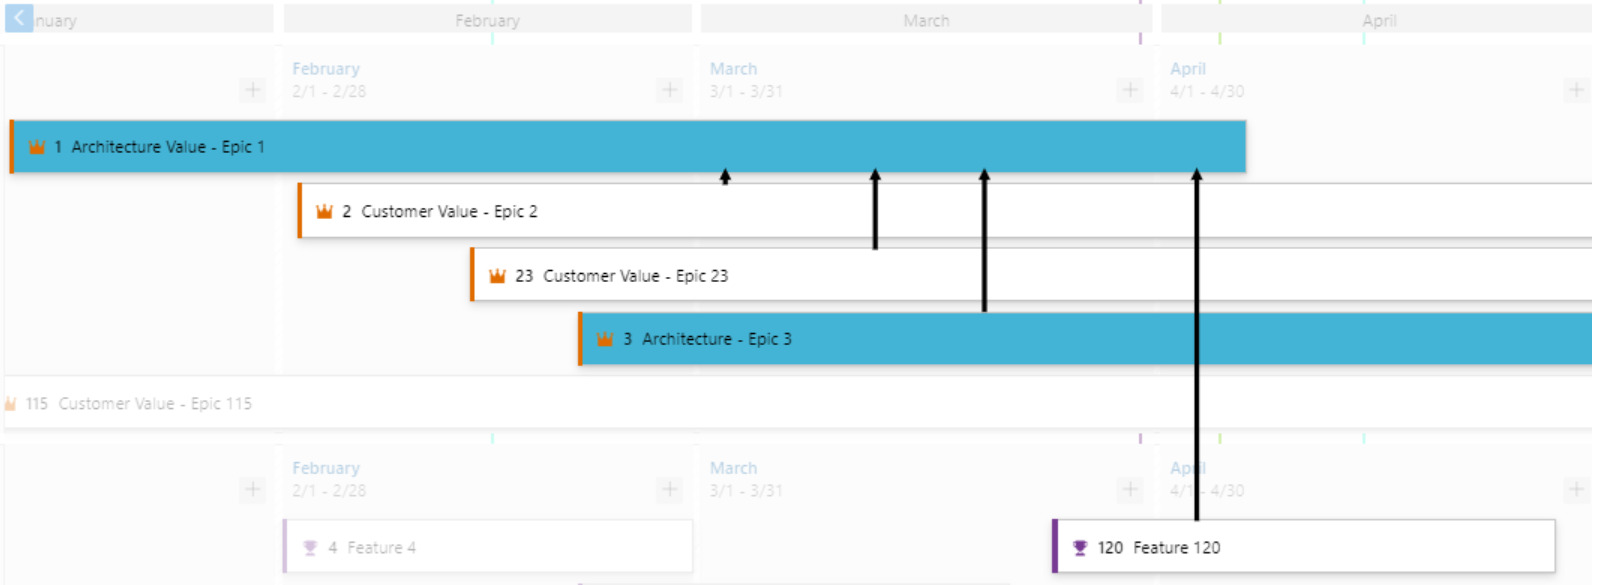 nuary February March April
February March April
2/1 - 2/28 3/1 - 3/31 4/1 - 4/30
1 Architecture Value - Epic 1
2 Customer Value - Epic 2
23 Customer Value - Epic 23
3 Architecture - Epic 3
115 Customer Value - Epic 115
February March April
2/1 - 2/28 3/1 - 3/31 4/1 - 4/30
4 Feature 4 120 Feature 120